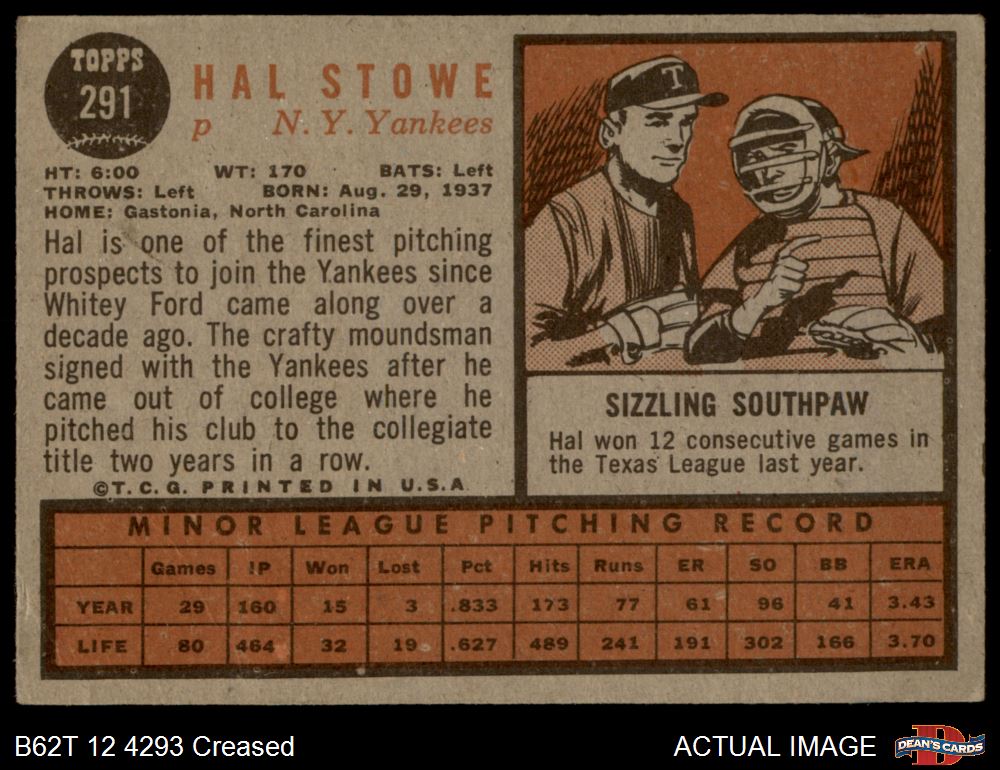 TOPPS
291
HAL STOWE
p N.Y. Yankees
HT: 6:00 WT: 170 BATS: Left
THROWS: Left BORN: Aug. 29, 1937
HOME: Gastonia, North Carolina
Hal is one of the finest pitching
prospects to join the Yankees since
Whitey Ford came along over a
decade ago. The crafty moundsman
signed with the Yankees after he
came out of college where he
pitched his club to the collegiate
title two years in a row.
©T.C.G. PRINTED IN U.S.A.
T
SIZZLING SOUTHPAW
Hal won 12 consecutive games in
the Texas League last year.
MINOR LEAGUE PITCHING RECORD
Games IP Won Lost Pct Hits Runs ER SO BB ERA
YEAR 29 160 15 3 .833 173 77 61 96 41 3.43
LIFE 80 464 32 19 .627 489 241 191 302 166 3.70
B62T 12 4293 Creased
ACTUAL IMAGE
D
DEAN'S CARDS